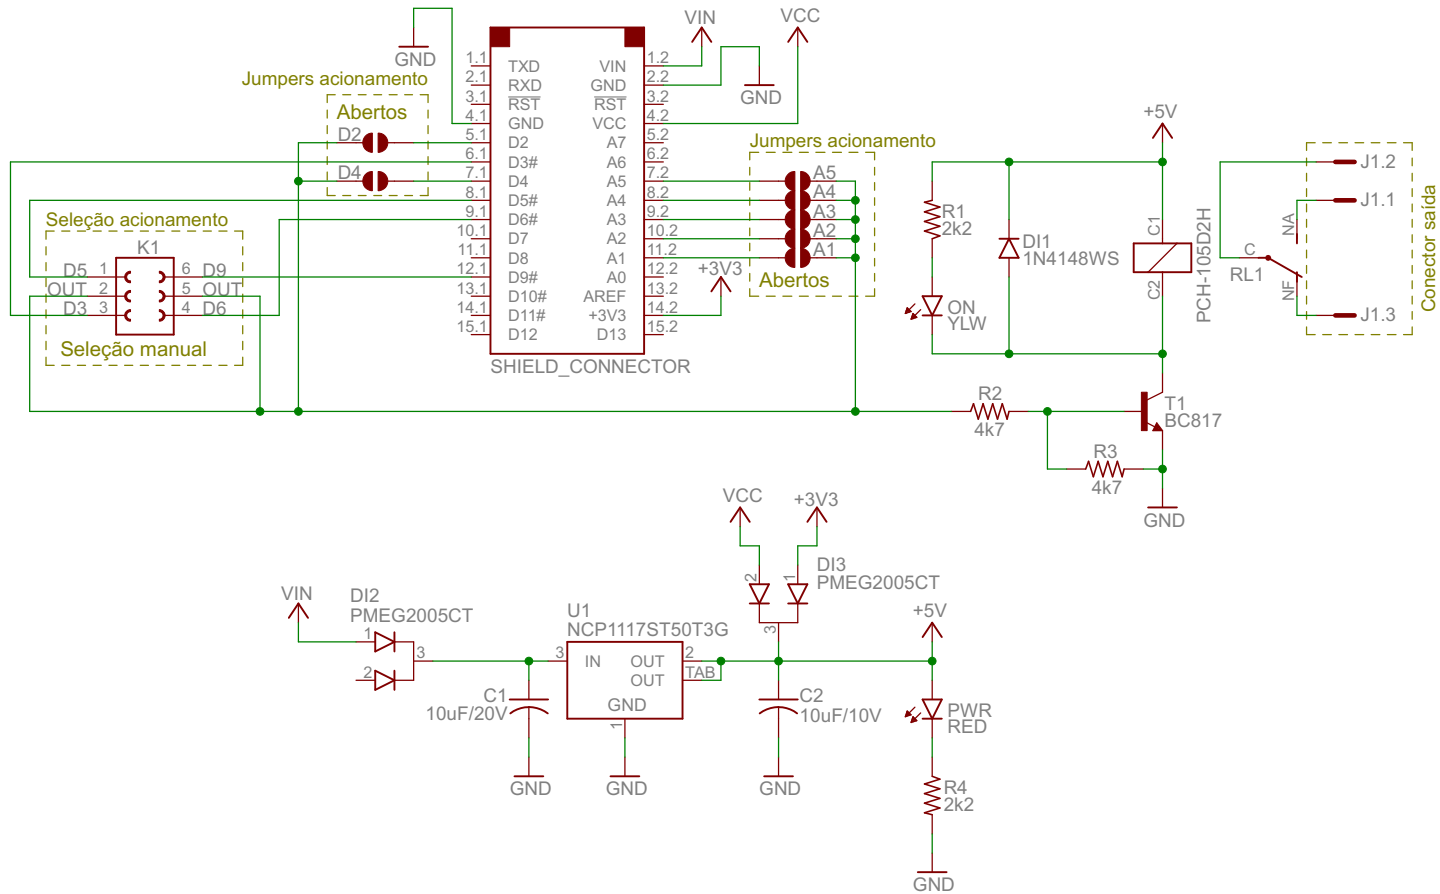 VIN
VCC
GND
GND
Jumpers acionamento
Abertos
D2
D4
1.1 TXD VIN 1.2
2.1 RXD GND 2.2
3.1 RST RST 3.2
4.1 GND VCC 4.2
5.1 D2 A7 5.2
6.1 D3# A6 6.2
7.1 D4 A5 7.2
8.1 D5# A4 8.2
9.1 D6# A3 9.2
10.1 D7 A2 10.2
11.1 D8 A1 11.2
12.1 D9# A0 12.2
13.1 D10# AREF 13.2
14.1 D11# +3V3 14.2
15.1 D12 D13 15.2
SHIELD_CONNECTOR
+3V3
Jumpers acionamento
A5
A4
A3
A2
A1
Abertos
Seleção acionamento
K1
D5 1 6 D9
OUT 2 5 OUT
D3 3 4 D6
Seleção manual
+5V
R1
2k2
DI1
1N4148WS
ON
YLW
C1
C2
PCH-105D2H
NA
C
RL1
NF
J1.2
J1.1
J1.3
Conector saída
R2
4k7
T1
BC817
R3
4k7
GND
VCC
+3V3
2
1
3
DI3
PMEG2005CT
VIN
DI2
PMEG2005CT
1
2
3
U1
NCP1117ST50T3G
3 IN OUT 2
OUT TAB
GND
1
+5V
C1
10uF/20V
C2
10uF/10V
PWR
RED
R4
2k2
GND
GND
GND
GND